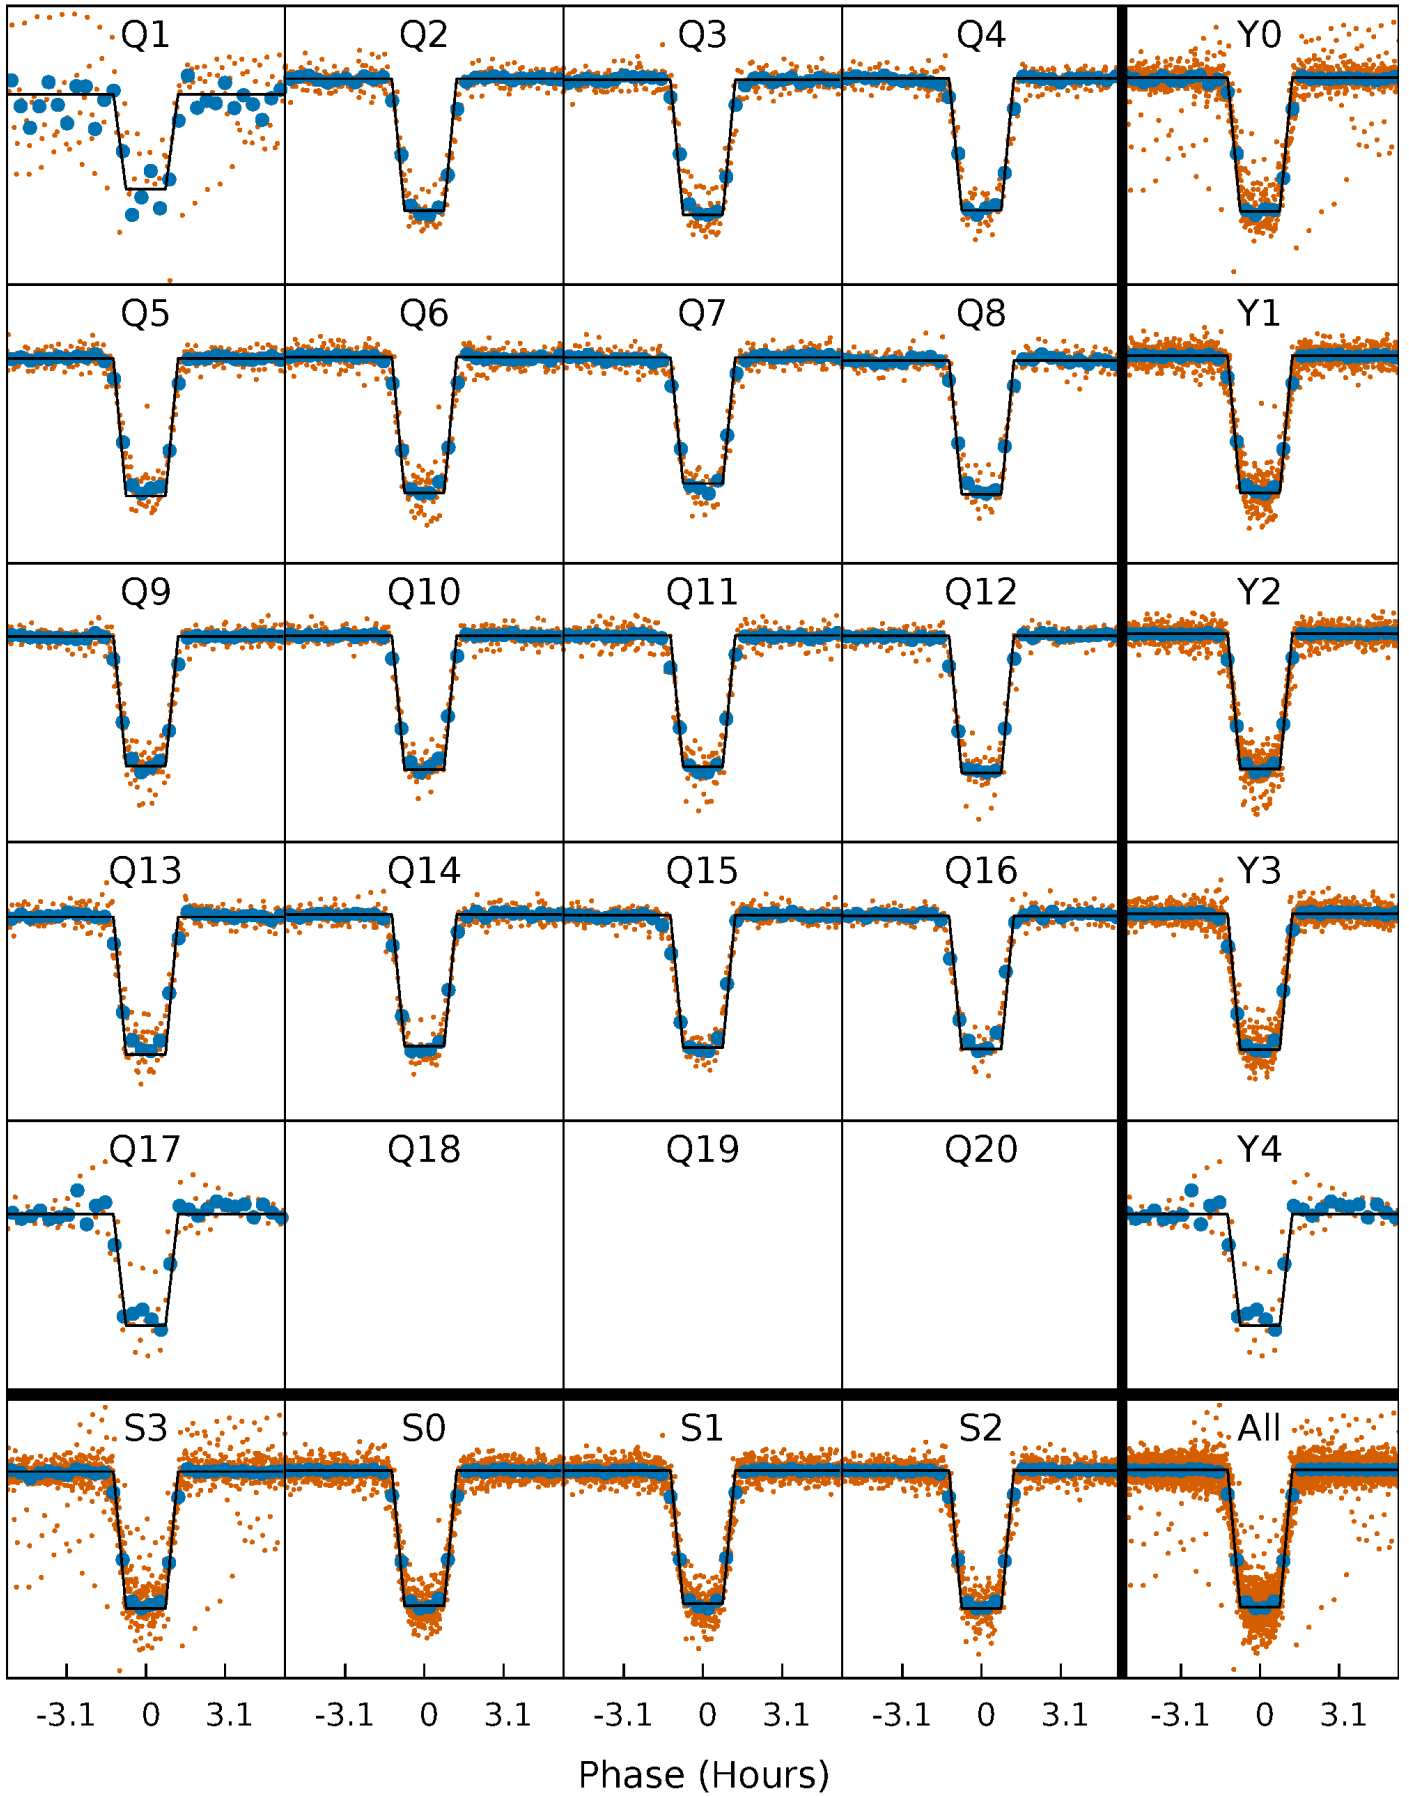 Q1 Q2 Q3 Q4 Y0
Q5 Q6 Q7 Q8 Y1
Q9 Q10 Q11 Q12 Y2
Q13 Q14 Q15 Q16 Y3
Q17 Q18 Q19 Q20 Y4
S3 S0 S1 S2 All
-3.1 0 3.1 -3.1 0 3.1 -3.1 0 3.1 -3.1 0 3.1 -3.1 0 3.1
Phase (Hours)